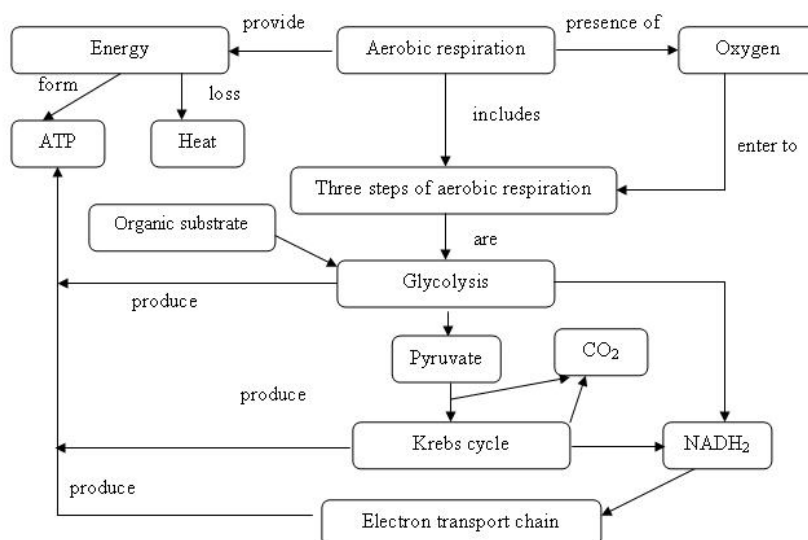 provide
presence of
Energy
Aerobic respiration
Oxygen
form
loss
includes
ATP
Heat
enter to
Three steps of aerobic respiration
Organic substrate
are
Glycolysis
produce
Pyruvate
CO₂
produce
Krebs cycle
NADH₂
produce
Electron transport chain